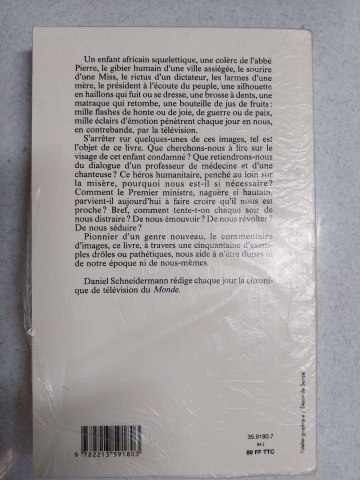 Un enfant africain squelettique, une colère de l'abbé
Pierre, le gibier humain d'une ville assiégée, le sourire
d'une Miss, le rictus d'un dictateur, les larmes d'une
mère, le président à l'écoute du peuple, une silhouette
en haillons qui fuit ou se dresse, une brosse à dents, une
matraque qui retombe, une bouteille de jus de fruits :
mille flashes de honte ou de joie, de guerre ou de paix,
mille éclairs d'émotion pénètrent chaque jour en nous,
en contrebande, par la télévision.
S'arrêter sur quelques-unes de ces images, tel est
l'objet de ce livre. Que cherchons-nous à lire sur le
visage de cet enfant condamné ? Que retiendrons-nous
du dialogue d'un professeur de médecine et d'une
chanteuse ? Ce héros humanitaire, penché au loin sur
la misère, pourquoi nous est-il si nécessaire ?
Comment le Premier ministre, naguère si hautain,
parvient-il aujourd'hui à faire croire qu'il nous est
proche ? Bref, comment tente-t-on chaque soir de
nous distraire ? De nous émouvoir ? De nous révolter ?
De nous séduire ?
Pionnier d'un genre nouveau, le commentaire
d'images, ce livre, à travers une cinquantaine d'exem-
ples drôles ou pathétiques, nous aide à n'être dupes ni
de notre époque ni de nous-mêmes.
Daniel Schneidermann rédige chaque jour la chroni-
que de télévision du Monde.
35.9180.7
94-I
89 FF TTC
9 782213 591803
l'atelier graphique / Dessin de Sempé